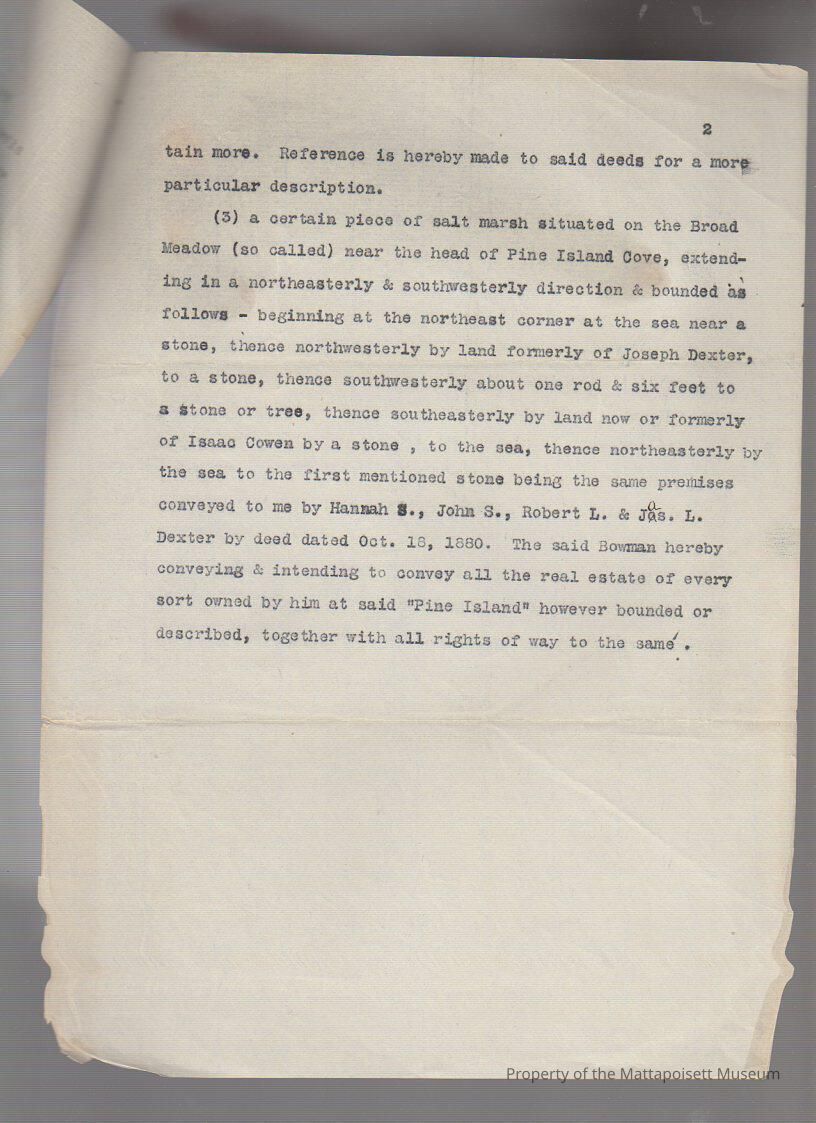 2
tain more. Reference is hereby made to said deeds for a more
particular description.
(3) a certain piece of salt marsh situated on the Broad
Meadow (so called) near the head of Pine Island Cove, extend-
ing in a northeasterly & southwesterly direction & bounded as
follows - beginning at the northeast corner at the sea near a
stone, thence northwesterly by land formerly of Joseph Dexter,
to a stone, thence southwesterly about one rod & six feet to
a stone or tree, thence southeasterly by land now or formerly
of Isaac Cowen by a stone , to the sea, thence northeasterly by
the sea to the first mentioned stone being the same premises
conveyed to me by Hannah S., John S., Robert L. & Jas. L.
Dexter by deed dated Oct. 18, 1880. The said Bowman hereby
conveying & intending to convey all the real estate of every
sort owned by him at said "Pine Island" however bounded or
described, together with all rights of way to the same .
Property of the Mattapoisett Museum